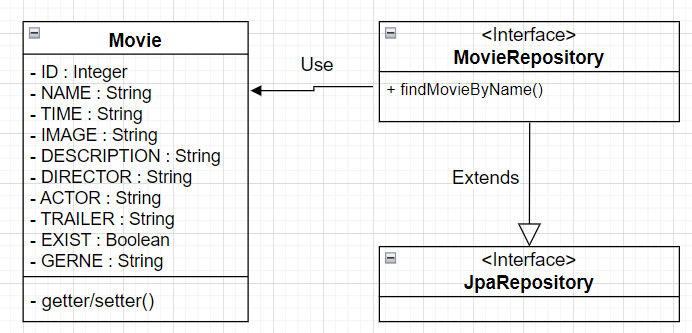 Movie
- ID : Integer
- NAME : String
- TIME : String
- IMAGE : String
- DESCRIPTION : String
- DIRECTOR : String
- ACTOR : String
- TRAILER : String
- EXIST : Boolean
- GERNE : String
- getter/setter()
Use
<Interface>
MovieRepository
+ findMovieByName()
Extends
<Interface>
JpaRepository